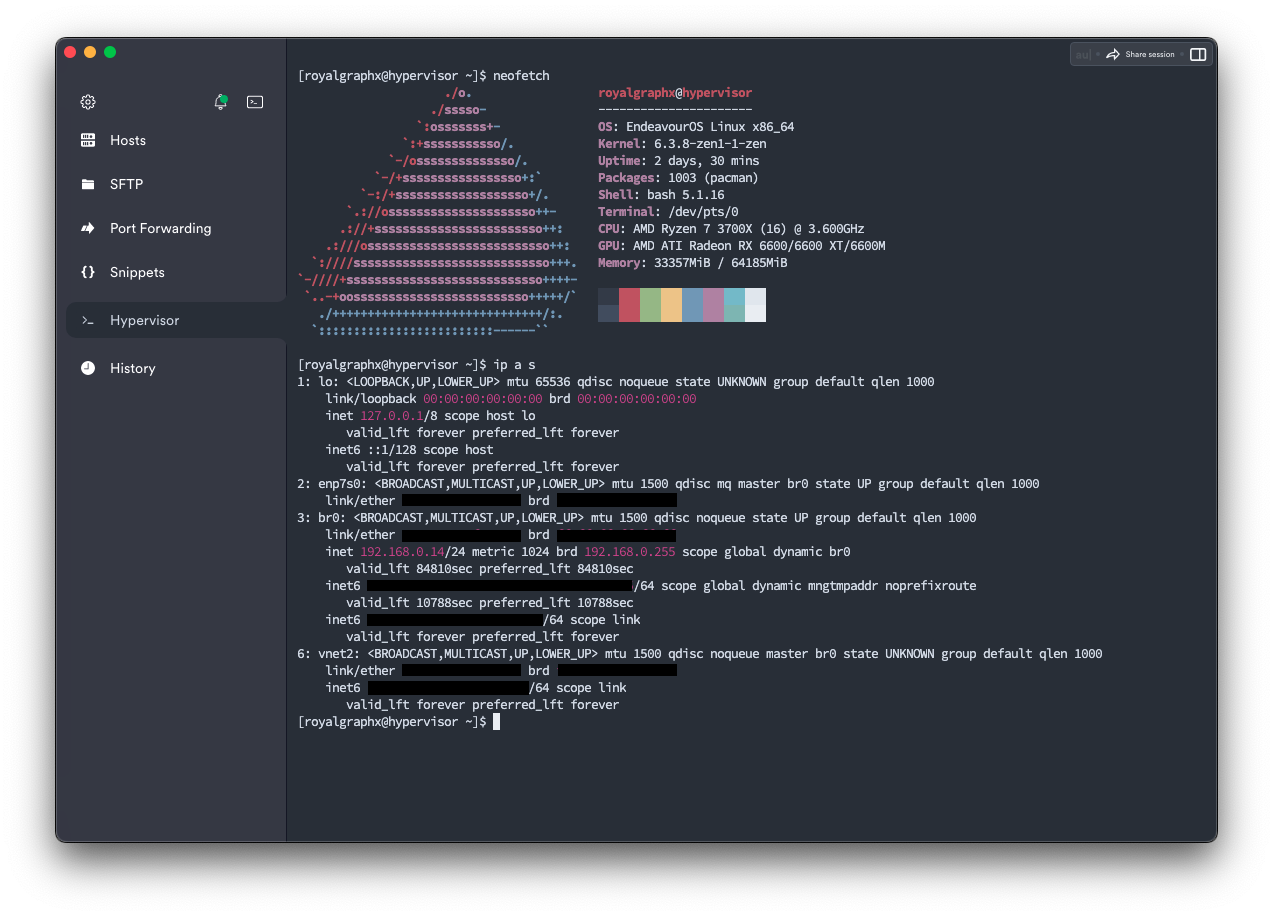 Share session
Hosts
SFTP
Port Forwarding
{} Snippets
Hypervisor
History
[royalgraphx@hypervisor ~]$ neofetch
./o.
./sssso-
`:osssssss+-
`:+sssssssssso/.
`-/ossssssssssssso/.
`-/+sssssssssssssssso+:`
`-:/+sssssssssssssssssso+/.
`.://osssssssssssssssssssso++-
.://+ssssssssssssssssssssssso++:
.:///ossssssssssssssssssssssssso++:
`:////ssssssssssssssssssssssssssso+++.
`-////+ssssssssssssssssssssssssssso++++-
`..-+oosssssssssssssssssssssssso+++++/`
./++++++++++++++++++++++++++++++/:.
`:::::::::::::::::::::::::------``
royalgraphx@hypervisor
----------------------
OS: EndeavourOS Linux x86_64
Kernel: 6.3.8-zen1-1-zen
Uptime: 2 days, 30 mins
Packages: 1003 (pacman)
Shell: bash 5.1.16
Terminal: /dev/pts/0
CPU: AMD Ryzen 7 3700X (16) @ 3.600GHz
GPU: AMD ATI Radeon RX 6600/6600 XT/6600M
Memory: 33357MiB / 64185MiB
[royalgraphx@hypervisor ~]$ ip a s
1: lo: <LOOPBACK,UP,LOWER_UP> mtu 65536 qdisc noqueue state UNKNOWN group default qlen 1000
link/loopback 00:00:00:00:00:00 brd 00:00:00:00:00:00
inet 127.0.0.1/8 scope host lo
valid_lft forever preferred_lft forever
inet6 ::1/128 scope host
valid_lft forever preferred_lft forever
2: enp7s0: <BROADCAST,MULTICAST,UP,LOWER_UP> mtu 1500 qdisc mq master br0 state UP group default qlen 1000
link/ether brd
3: br0: <BROADCAST,MULTICAST,UP,LOWER_UP> mtu 1500 qdisc noqueue state UP group default qlen 1000
link/ether brd
inet 192.168.0.14/24 metric 1024 brd 192.168.0.255 scope global dynamic br0
valid_lft 84810sec preferred_lft 84810sec
inet6 /64 scope global dynamic mngtmpaddr noprefixroute
valid_lft 10788sec preferred_lft 10788sec
inet6 /64 scope link
valid_lft forever preferred_lft forever
6: vnet2: <BROADCAST,MULTICAST,UP,LOWER_UP> mtu 1500 qdisc noqueue master br0 state UNKNOWN group default qlen 1000
link/ether brd
inet6 /64 scope link
valid_lft forever preferred_lft forever
[royalgraphx@hypervisor ~]$